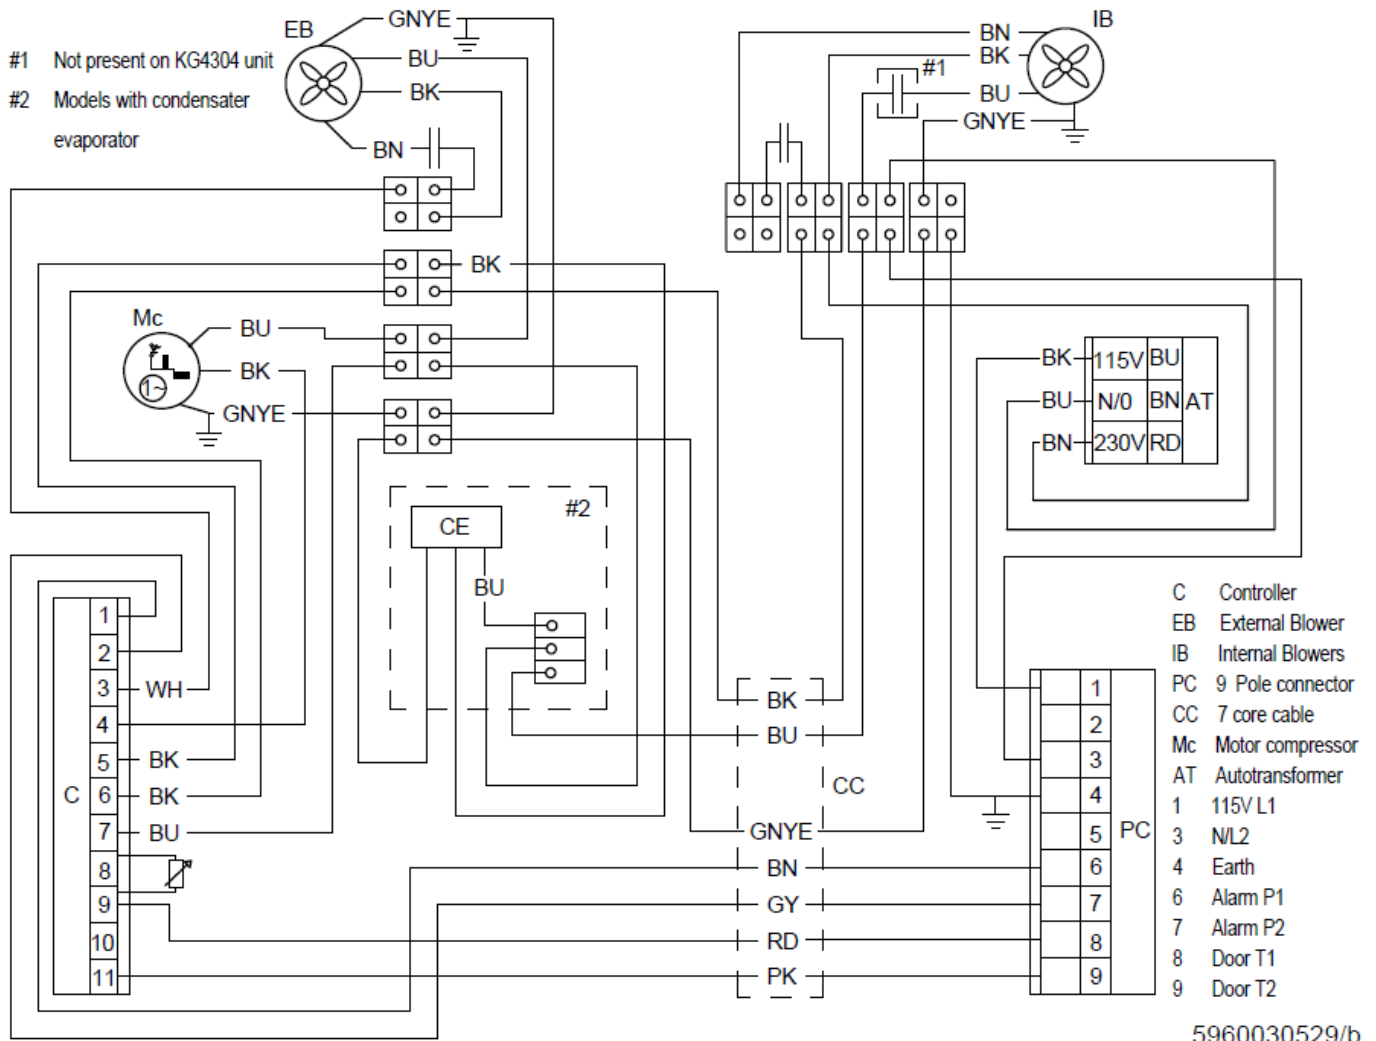 EB
GNYE
BU
BK
BN
#1 Not present on KG4304 unit
#2 Models with condensater
evaporator
IB
BN
BK
#1
BU
GNYE
BK
Mc
BU
BK
GNYE
1~
BK 115V BU
BU N/0 BN AT
BN 230V RD
#2
CE
BU
C
1
2
3 WH
4
5 BK
6 BK
7 BU
8
9
10
11
BK
BU
CC
GNYE
BN
GY
RD
PK
1
2
3
4
5 PC
6
7
8
9
C Controller
EB External Blower
IB Internal Blowers
PC 9 Pole connector
CC 7 core cable
Mc Motor compressor
AT Autotransformer
1 115V L1
3 N/L2
4 Earth
6 Alarm P1
7 Alarm P2
8 Door T1
9 Door T2
5960030529/b